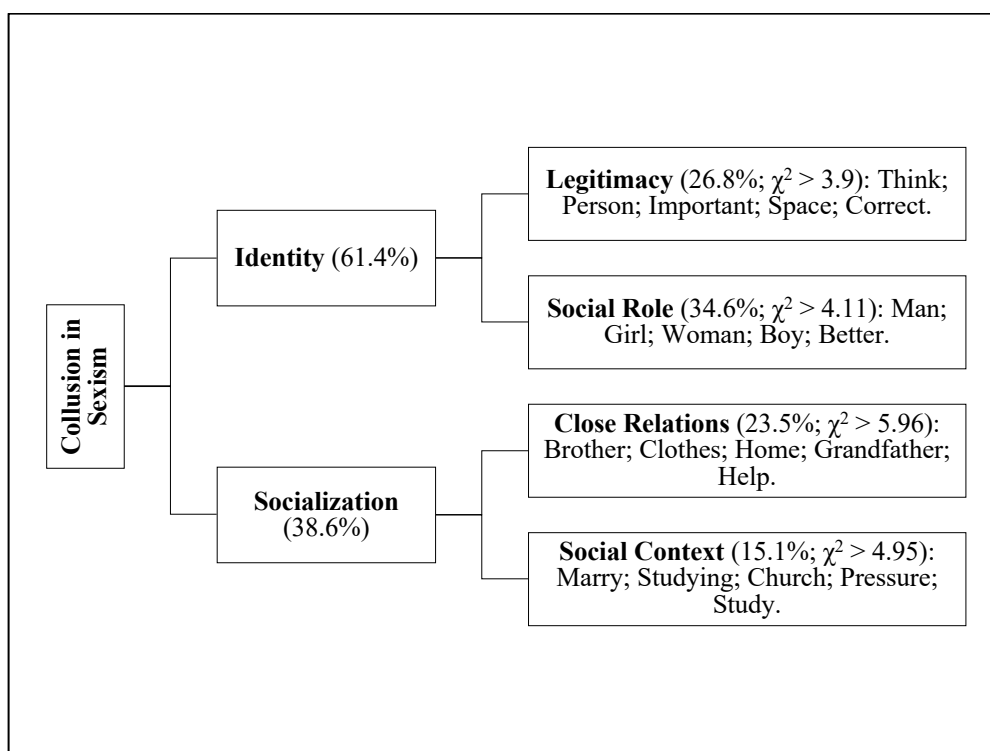 Collusion in
Sexism
Identity (61.4%)
Legitimacy (26.8%; χ² > 3.9): Think;
Person; Important; Space; Correct.
Social Role (34.6%; χ² > 4.11): Man;
Girl; Woman; Boy; Better.
Socialization
(38.6%)
Close Relations (23.5%; χ² > 5.96):
Brother; Clothes; Home; Grandfather;
Help.
Social Context (15.1%; χ² > 4.95):
Marry; Studying; Church; Pressure;
Study.